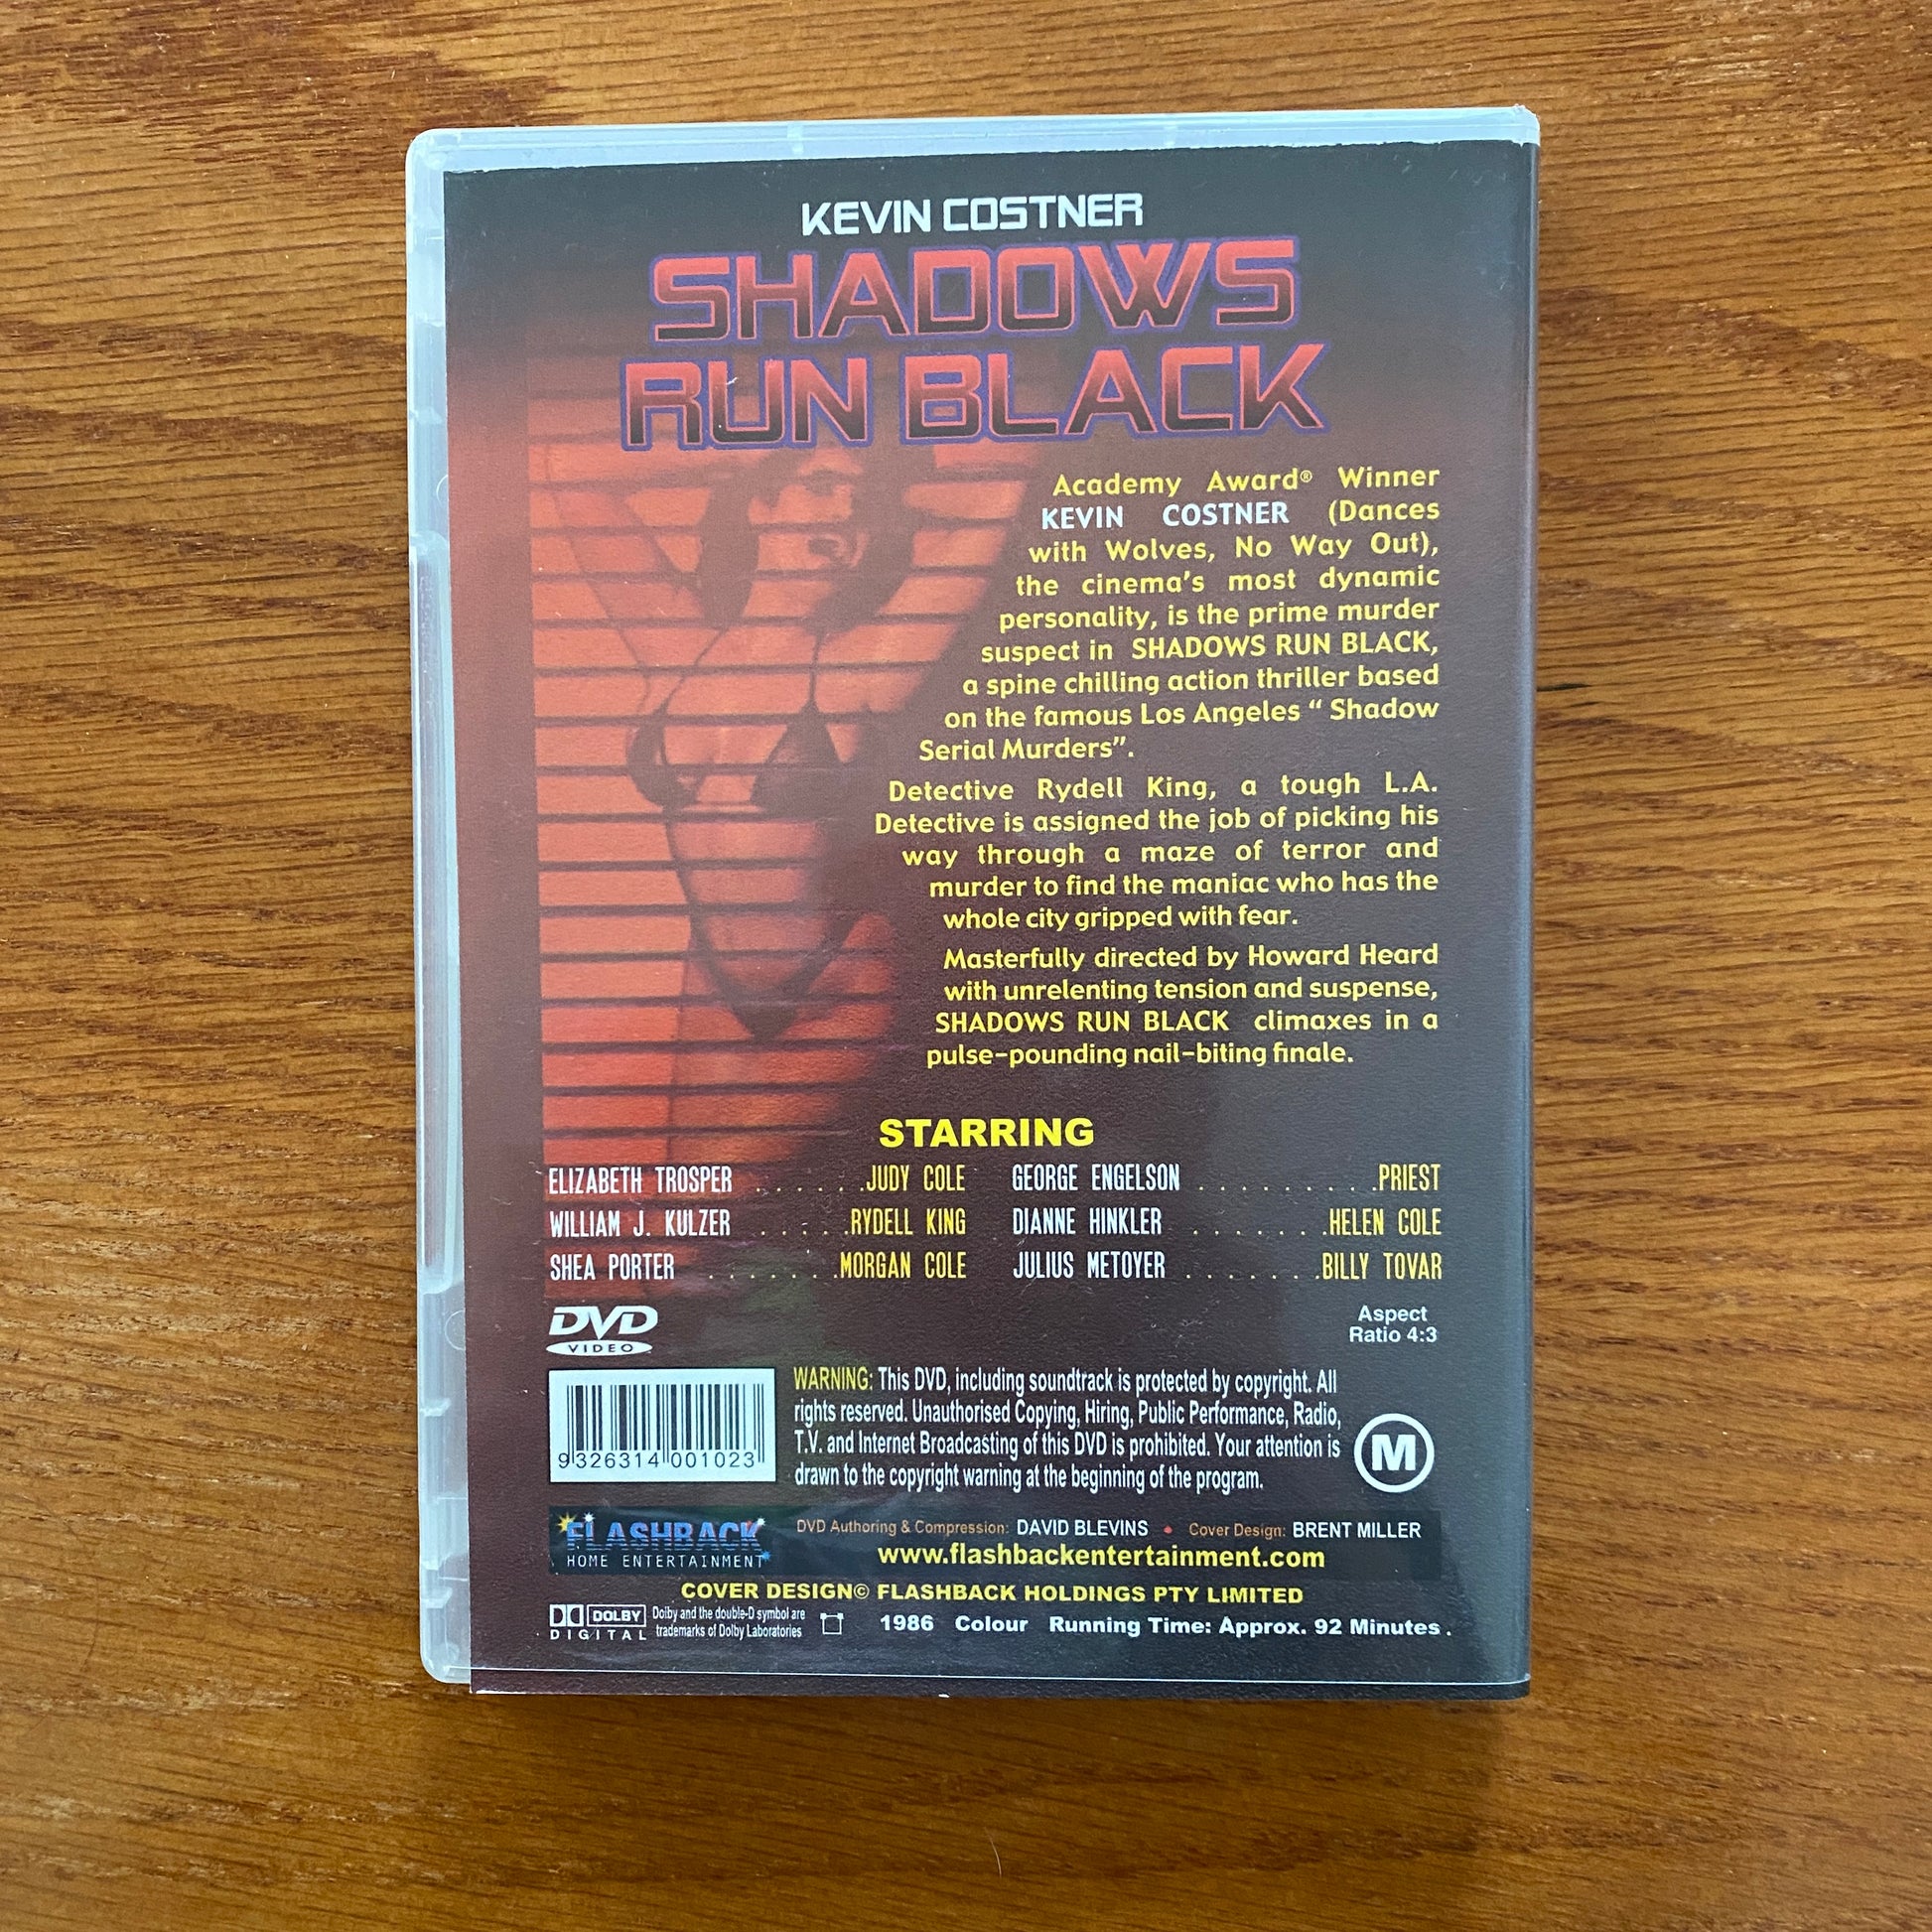 KEVIN COSTNER
SHADOWS
RUN BLACK
Academy Award® Winner
KEVIN COSTNER (Dances
with Wolves, No Way Out),
the cinema's most dynamic
personality, is the prime murder
suspect in SHADOWS RUN BLACK,
a spine chilling action thriller based
on the famous Los Angeles “ Shadow
Serial Murders”.
Detective Rydell King, a tough L.A.
Detective is assigned the job of picking his
way through a maze of terror and
murder to find the maniac who has the
whole city gripped with fear.
Masterfully directed by Howard Heard
with unrelenting tension and suspense,
SHADOWS RUN BLACK climaxes in a
pulse-pounding nail-biting finale.
STARRING
ELIZABETH TROSPER . . . . . . .JUDY COLE
WILLIAM J. KULZER . . . . . .RYDELL KING
SHEA PORTER . . . . . . . .MORGAN COLE
GEORGE ENGELSON . . . . . . . . . .PRIEST
DIANNE HINKLER . . . . . . . .HELEN COLE
JULIUS METOYER . . . . . . . .BILLY TOVAR
DVD
VIDEO
Aspect
Ratio 4:3
9 326314 001023
WARNING: This DVD, including soundtrack is protected by copyright. All
rights reserved. Unauthorised Copying, Hiring, Public Performance, Radio,
T.V. and Internet Broadcasting of this DVD is prohibited. Your attention is
drawn to the copyright warning at the beginning of the program.
M
FLASHBACK
HOME ENTERTAINMENT
DVD Authoring & Compression: DAVID BLEVINS • Cover Design: BRENT MILLER
www.flashbackentertainment.com
COVER DESIGN© FLASHBACK HOLDINGS PTY LIMITED
DOLBY
DIGITAL
Dolby and the double-D symbol are
trademarks of Dolby Laboratories
1986 Colour Running Time: Approx. 92 Minutes .